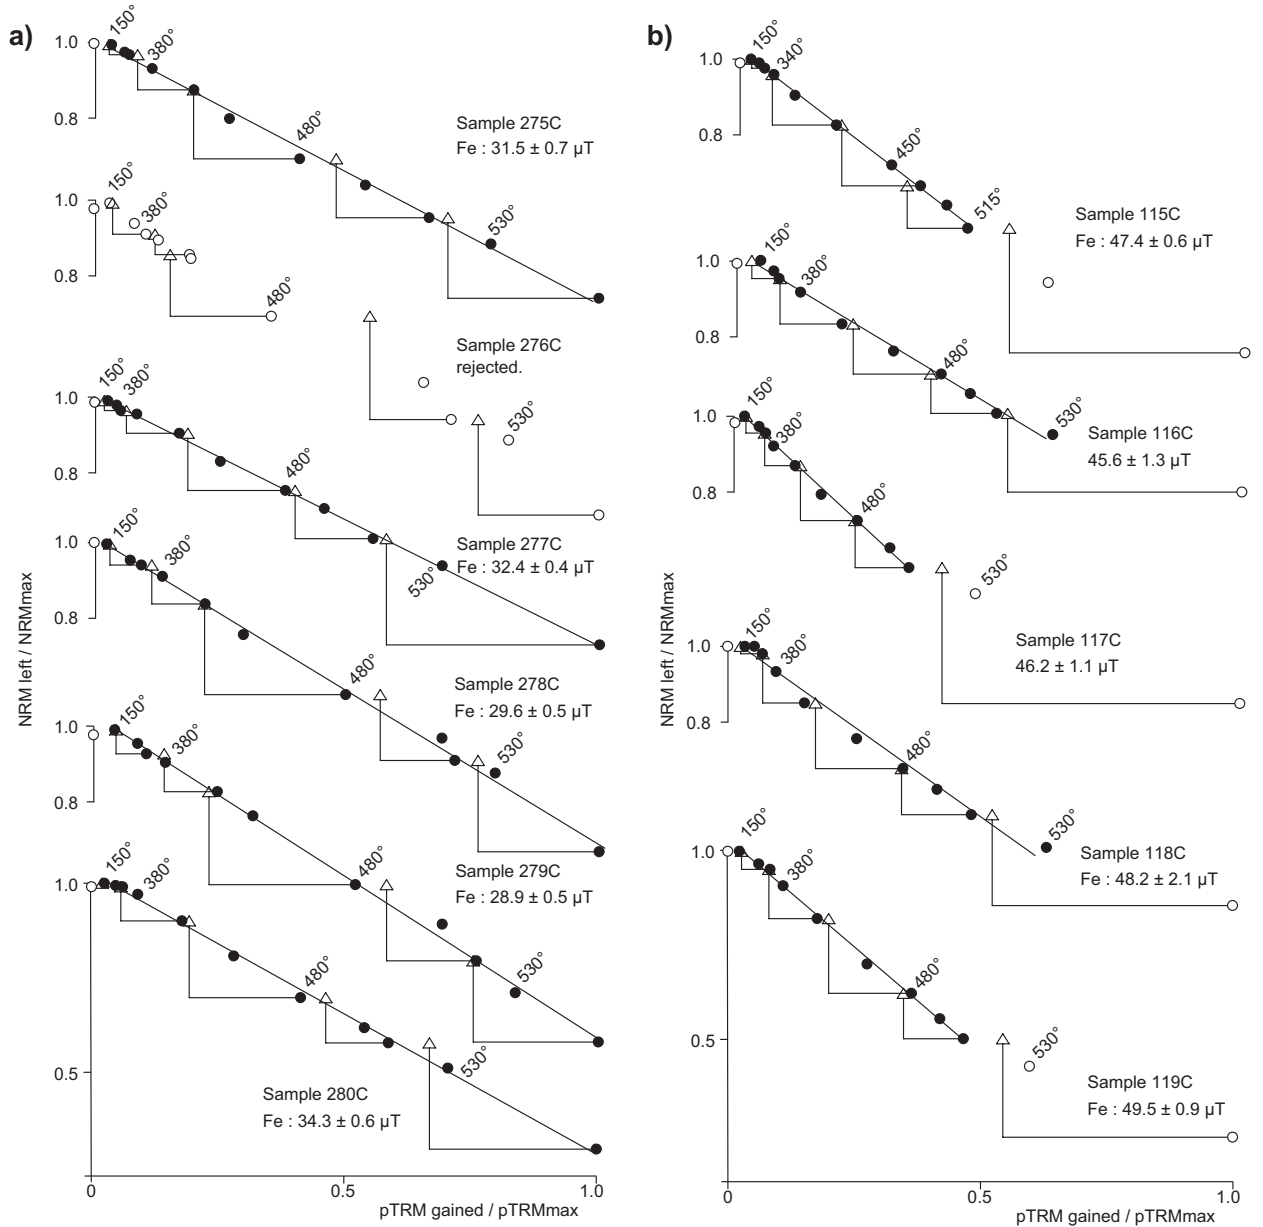 a)
1.0
150°
380°
0.8
480°
530°
Sample 275C
Fe : 31.5 ± 0.7 µT
1.0
150°
380°
0.8
480°
530°
Sample 276C
rejected.
1.0
150°
380°
0.8
480°
530°
Sample 277C
Fe : 32.4 ± 0.4 µT
1.0
150°
380°
0.8
480°
530°
Sample 278C
Fe : 29.6 ± 0.5 µT
1.0
150°
380°
0.8
480°
530°
Sample 279C
Fe : 28.9 ± 0.5 µT
1.0
150°
380°
480°
530°
0.5
Sample 280C
Fe : 34.3 ± 0.6 µT
NRM left / NRMmax
0
0.5
1.0
pTRM gained / pTRMmax
b)
1.0
150°
340°
0.8
450°
515°
Sample 115C
Fe : 47.4 ± 0.6 µT
1.0
150°
380°
0.8
480°
530°
Sample 116C
45.6 ± 1.3 µT
1.0
150°
380°
0.8
480°
530°
Sample 117C
46.2 ± 1.1 µT
1.0
150°
380°
0.8
480°
530°
Sample 118C
Fe : 48.2 ± 2.1 µT
1.0
150°
380°
480°
530°
0.5
Sample 119C
Fe : 49.5 ± 0.9 µT
NRM left / NRMmax
0
0.5
1.0
pTRM gained / pTRMmax